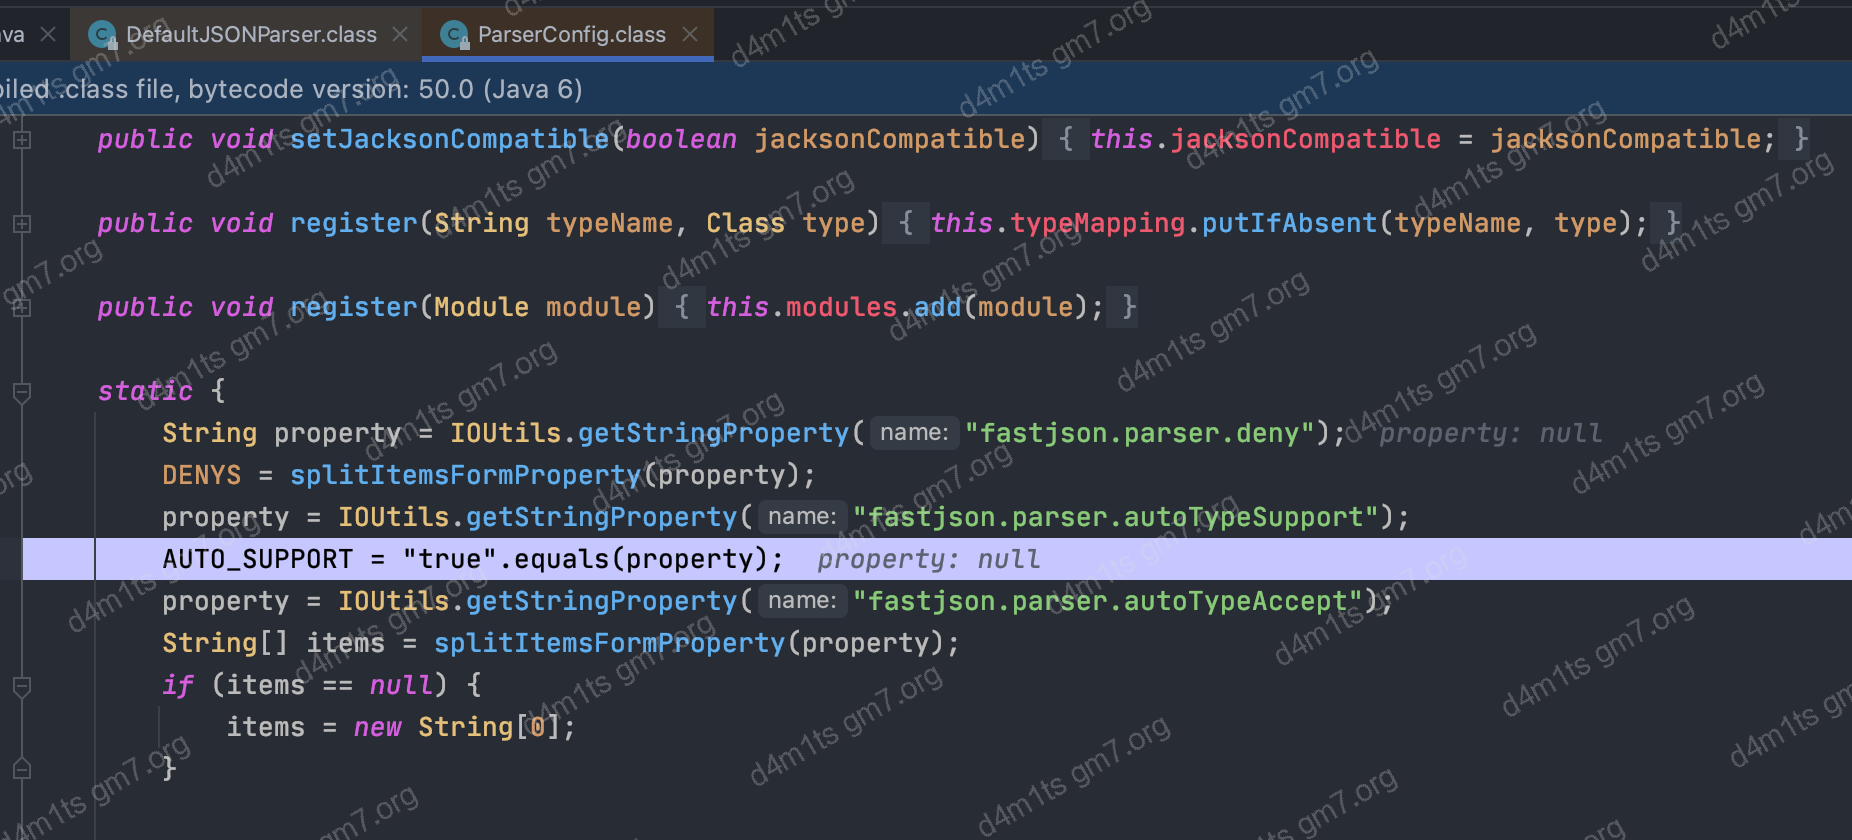 va × DefaultJSONParser.class × ParserConfig.class ×
piled .class file, bytecode version: 50.0 (Java 6)
public void setJacksonCompatible(boolean jacksonCompatible) { this.jacksonCompatible = jacksonCompatible; }
public void register(String typeName, Class type) { this.typeMapping.putIfAbsent(typeName, type); }
public void register(Module module) { this.modules.add(module); }
static {
String property = IOUtils.getStringProperty( name: "fastjson.parser.deny"); property: null
DENYS = splitItemsFormProperty(property);
property = IOUtils.getStringProperty( name: "fastjson.parser.autoTypeSupport");
AUTO_SUPPORT = "true".equals(property); property: null
property = IOUtils.getStringProperty( name: "fastjson.parser.autoTypeAccept");
String[] items = splitItemsFormProperty(property);
if (items == null) {
items = new String[0];
}
d4m1ts gm7.org